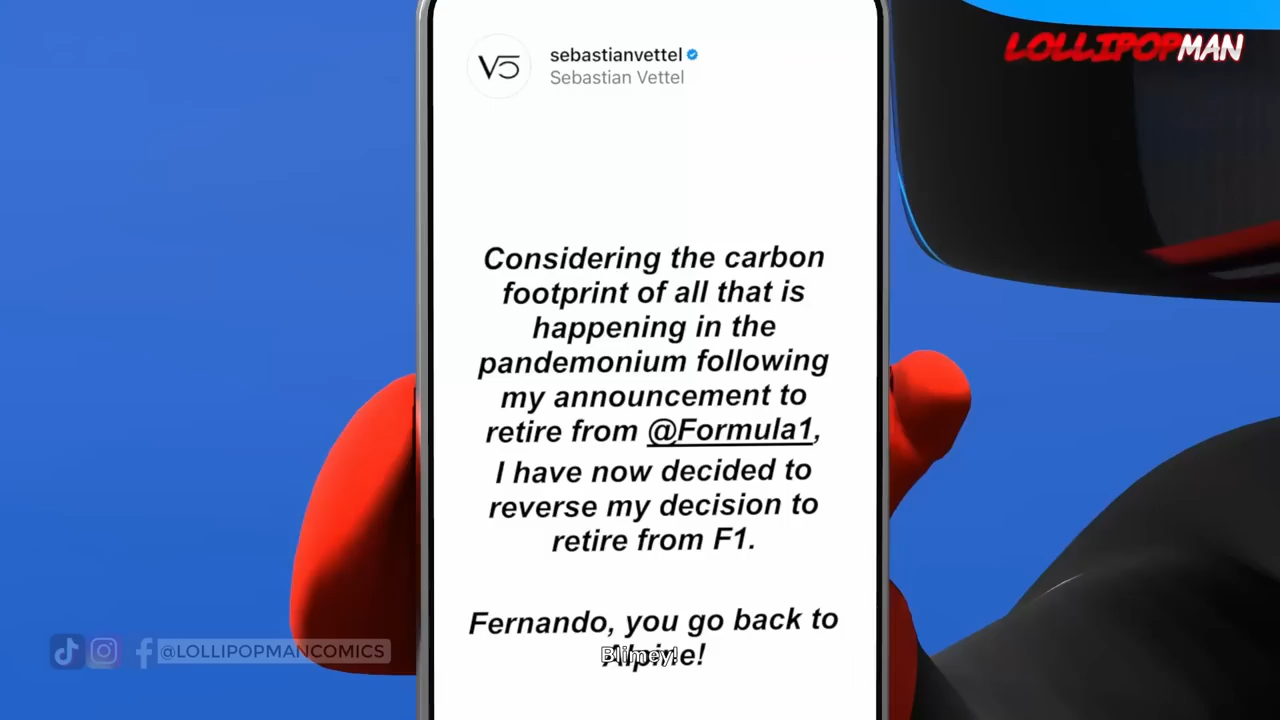 LOLLIPOPMAN
V5
sebastianvettel
Sebastian Vettel
Considering the carbon
footprint of all that is
happening in the
pandemonium following
my announcement to
retire from @Formula1,
I have now decided to
reverse my decision to
retire from F1.
Fernando, you go back to
Alpine!
Blimey!
@LOLLIPOPMANCOMICS